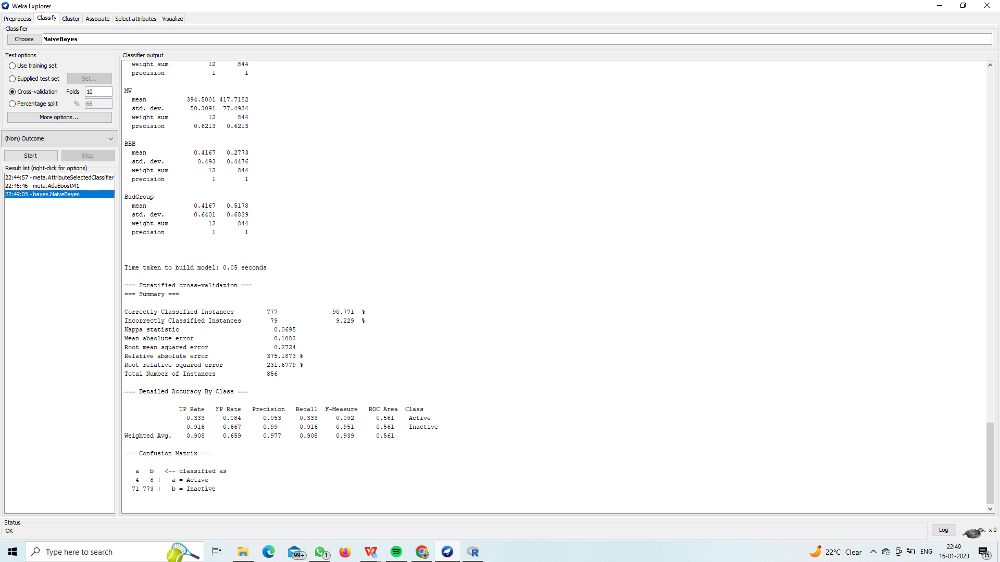 Weka Explorer
Preprocess Classify Cluster Associate Select attributes Visualize
Classifier
Choose NaiveBayes
Test options
Use training set
Supplied test set Set...
Cross-validation Folds 10
Percentage split % 66
More options...
(Nom) Outcome
Start Stop
Result list (right-click for options)
22:44:57 - meta.AttributeSelectedClassifier
22:46:46 - meta.AdaBoostM1
22:49:05 - bayes.NaiveBayes
Classifier output
weight sum 12 844
precision 1 1
MW
mean 394.5001 417.7182
std. dev. 50.3091 77.4934
weight sum 12 844
precision 0.6213 0.6213
BBB
mean 0.4167 0.2773
std. dev. 0.493 0.4476
weight sum 12 844
precision 1 1
BadGroup
mean 0.4167 0.5178
std. dev. 0.6401 0.6839
weight sum 12 844
precision 1 1
Time taken to build model: 0.05 seconds
=== Stratified cross-validation ===
=== Summary ===
Correctly Classified Instances 777 90.771 %
Incorrectly Classified Instances 79 9.229 %
Kappa statistic 0.0695
Mean absolute error 0.1083
Root mean squared error 0.2724
Relative absolute error 375.1873 %
Root relative squared error 231.6779 %
Total Number of Instances 856
=== Detailed Accuracy By Class ===
TP Rate FP Rate Precision Recall F-Measure ROC Area Class
0.333 0.084 0.053 0.333 0.092 0.561 Active
0.916 0.667 0.99 0.916 0.951 0.561 Inactive
Weighted Avg. 0.908 0.659 0.977 0.908 0.939 0.561
=== Confusion Matrix ===
a b <-- classified as
4 8 | a = Active
71 773 | b = Inactive
Status
OK
Log x 0
Type here to search
99+
1
22°C Clear
ENG
22:49
16-01-2023
15